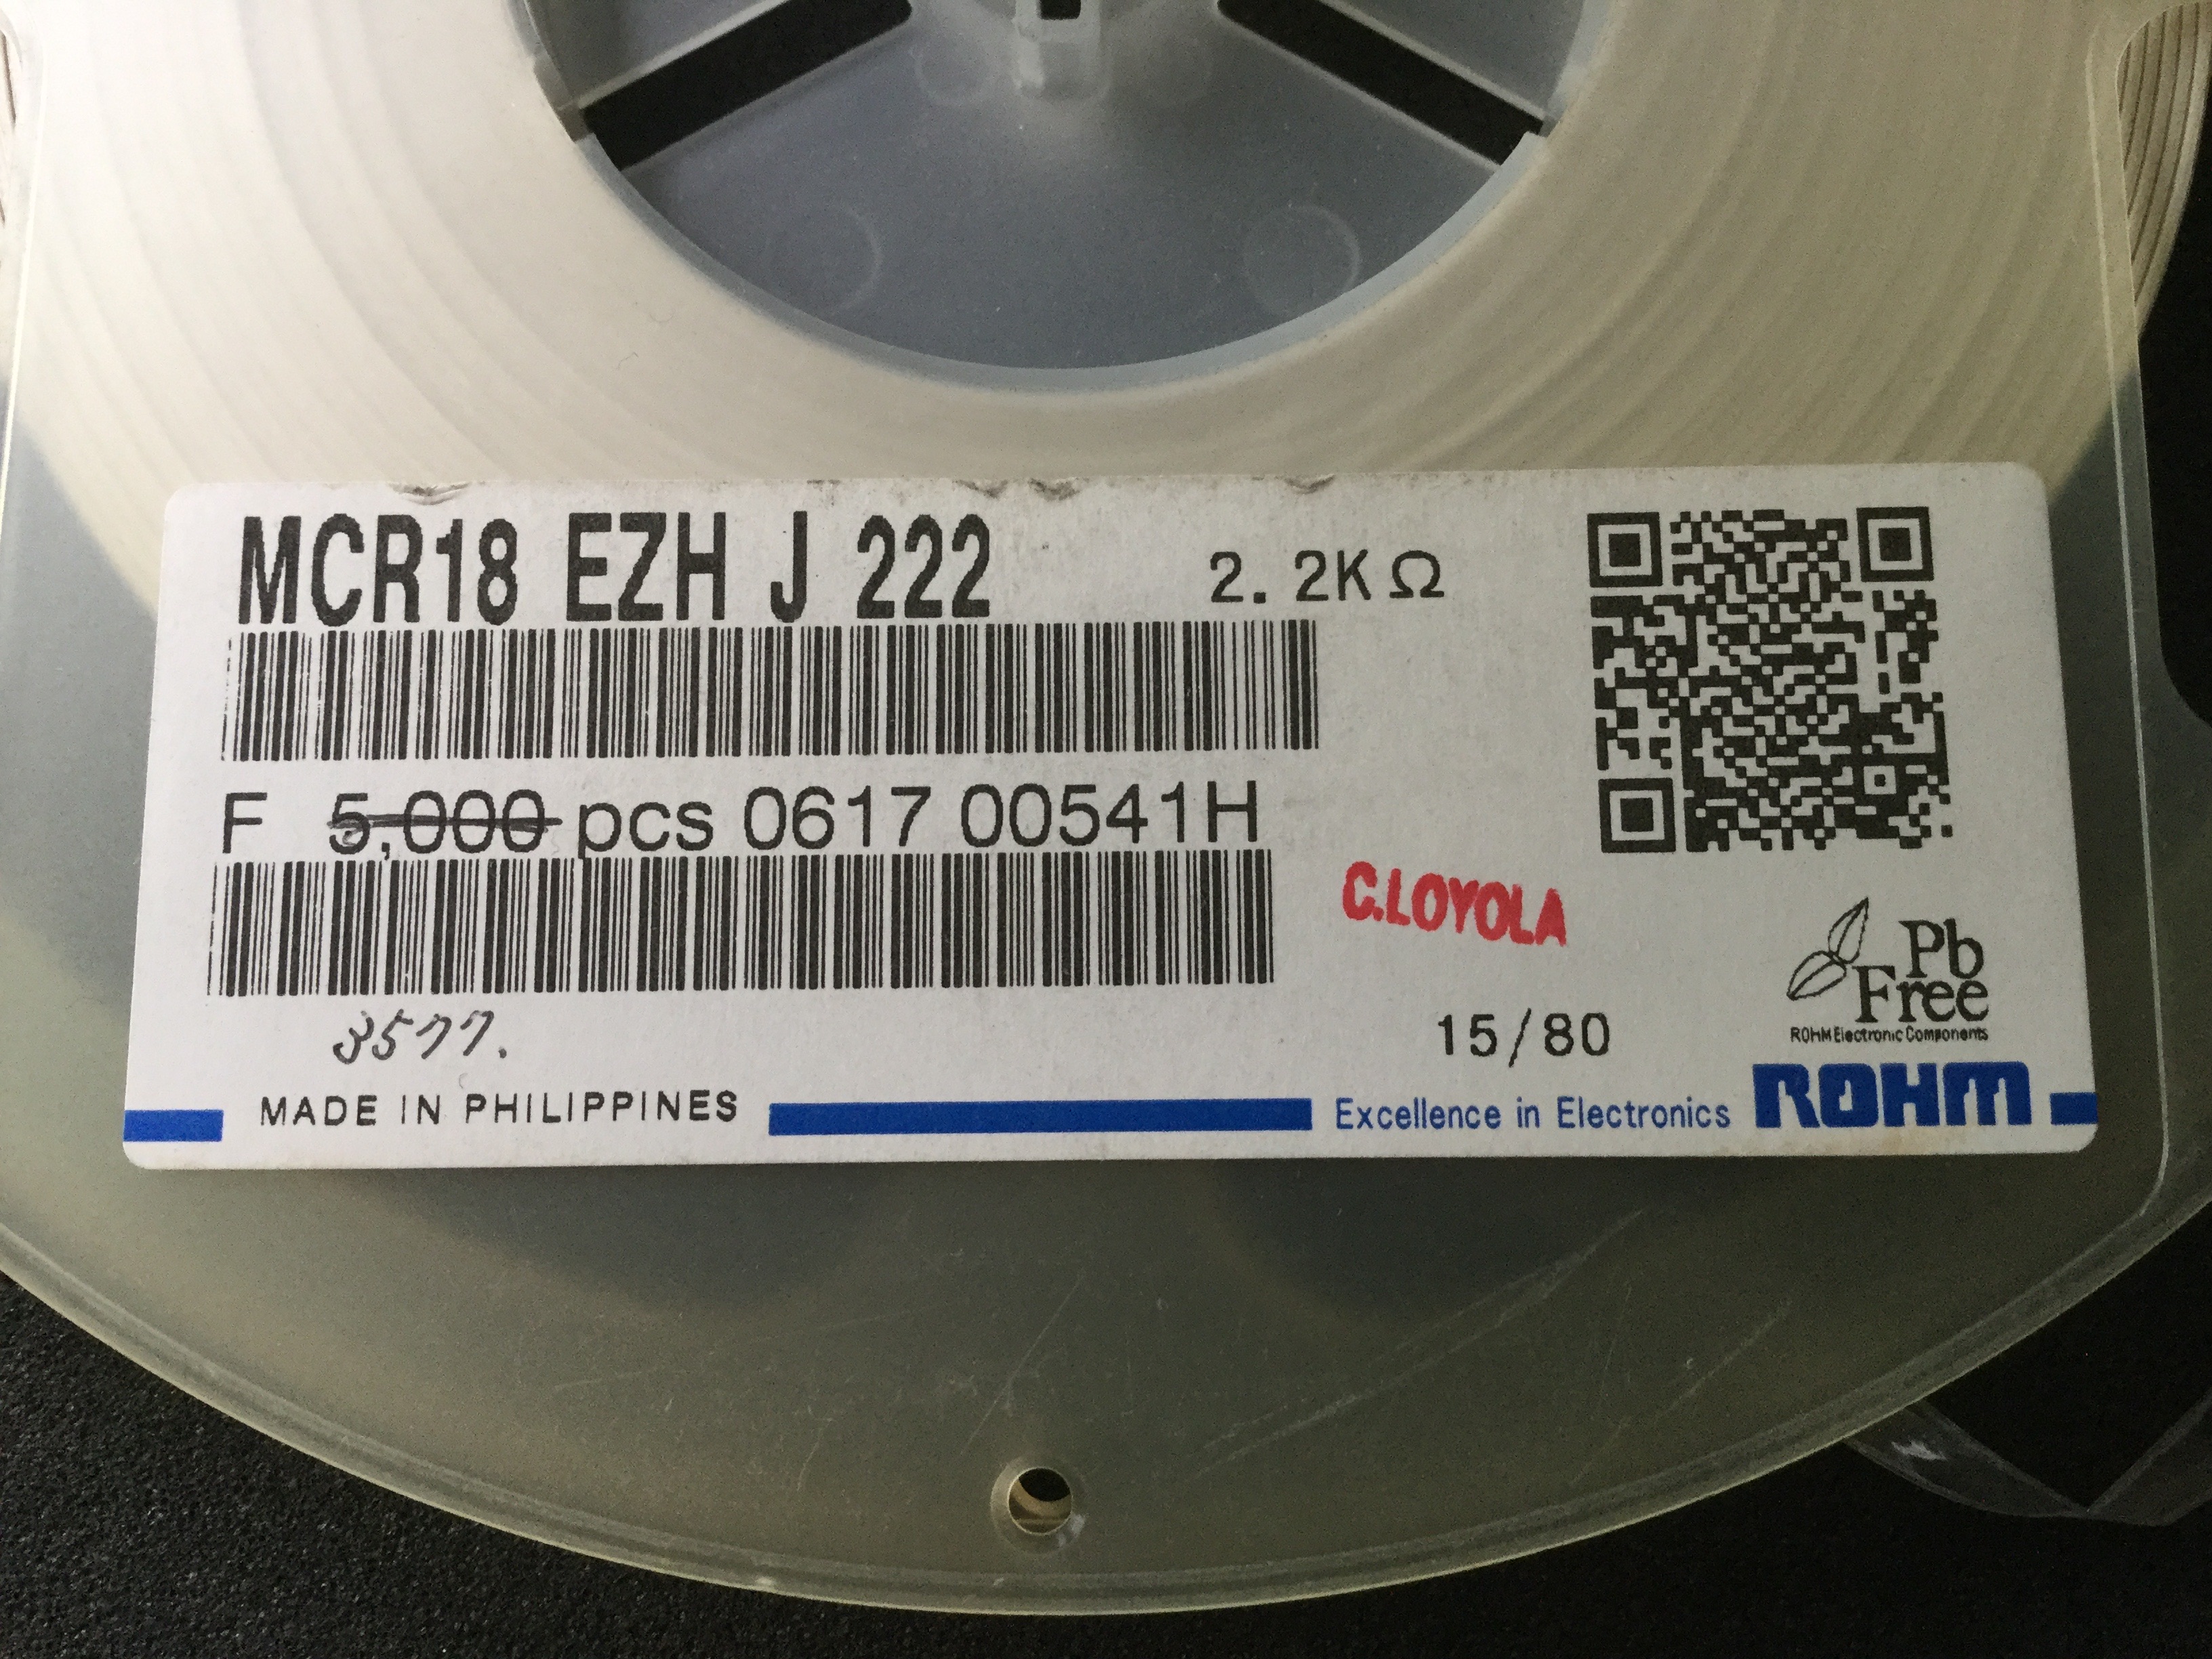 MCR18 EZH J 222 2.2KΩ
F 5,000 pcs 0617 00541H
C.LOYOLA
3577.
15/80
Pb
Free
ROHM Electronic Components
MADE IN PHILIPPINES
Excellence in Electronics ROHM